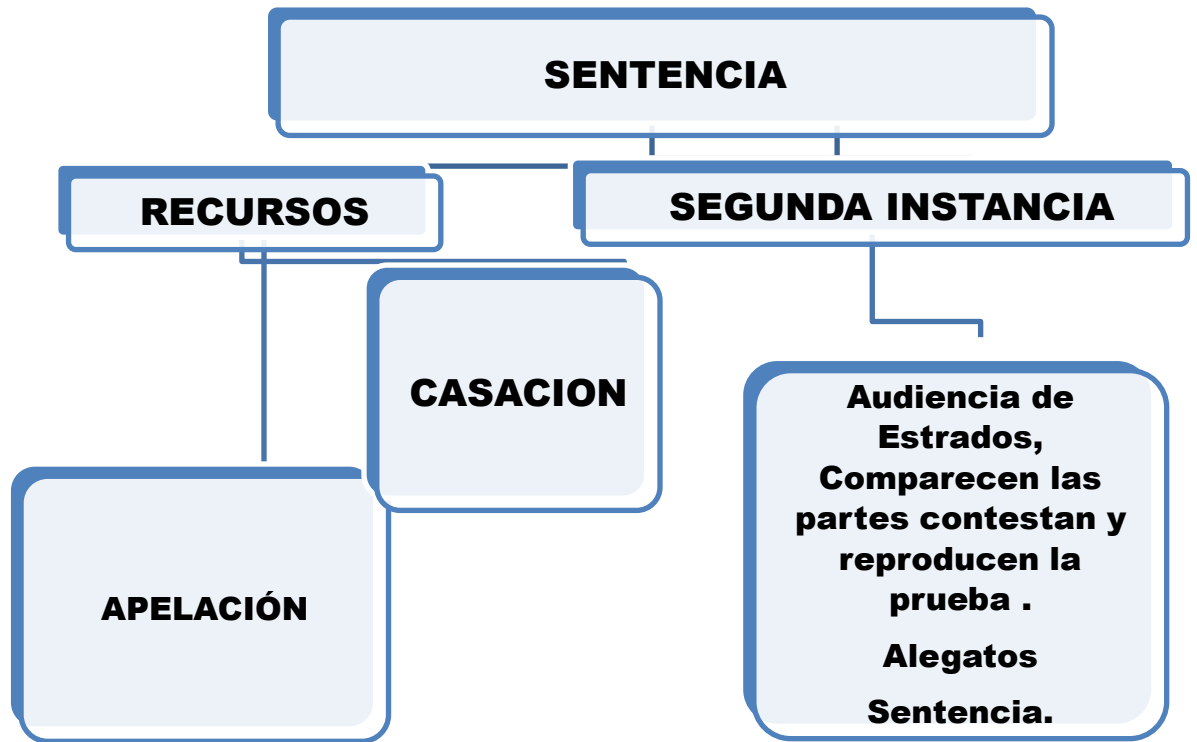 SENTENCIA
RECURSOS
SEGUNDA INSTANCIA
CASACION
APELACIÓN
Audiencia de
Estrados,
Comparecen las
partes contestan y
reproducen la
prueba .
Alegatos
Sentencia.